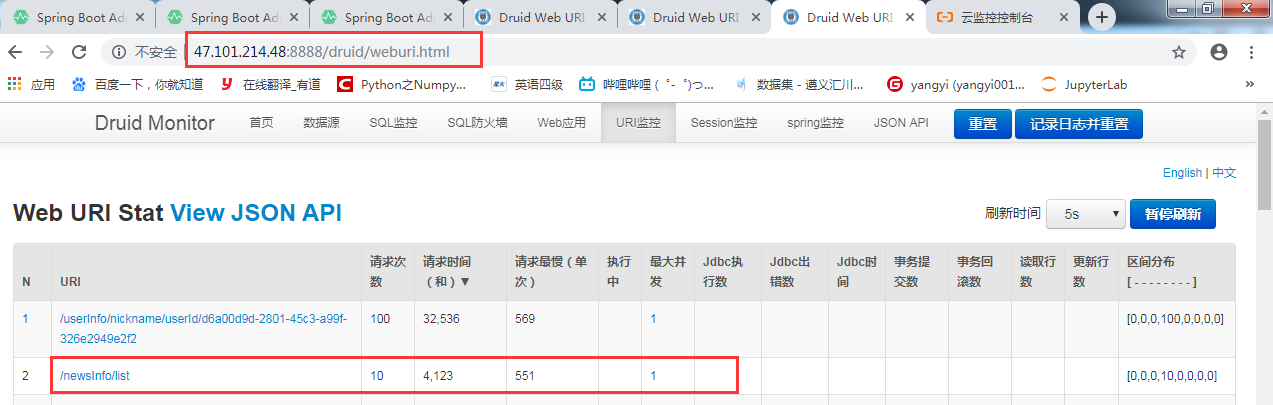 Spring Boot Ad
Spring Boot Ad
Spring Boot Ad
Druid Web URI
Druid Web URI
Druid Web URI
云监控控制台
不安全
47.101.214.48:8888/druid/weburi.html
应用
百度一下，你就知道
在线翻译_有道
Python之Numpy...
英语四级
哔哩哔哩 ( ゜- ゜)つ...
数据集 - 遵义汇川...
yangyi (yangyi001...
JupyterLab
»
Druid Monitor
首页
数据源
SQL监控
SQL防火墙
Web应用
URI监控
Session监控
spring监控
JSON API
重置
记录日志并重置
English | 中文
Web URI Stat View JSON API
刷新时间
5s
暂停刷新
N
URI
请求次
数
请求时间
（和）▼
请求最慢（单
次）
执行
中
最大并
发
Jdbc执
行数
Jdbc出
错数
Jdbc时
间
事务提
交数
事务回
滚数
读取行
数
更新行
数
区间分布
[ - - - - - - - - ]
1
/userInfo/nickname/userId/d6a00d9d-2801-45c3-a99f-
326e2949e2f2
100
32,536
569
1
[0,0,0,100,0,0,0,0]
2
/newsInfo/list
10
4,123
551
1
[0,0,0,10,0,0,0,0]